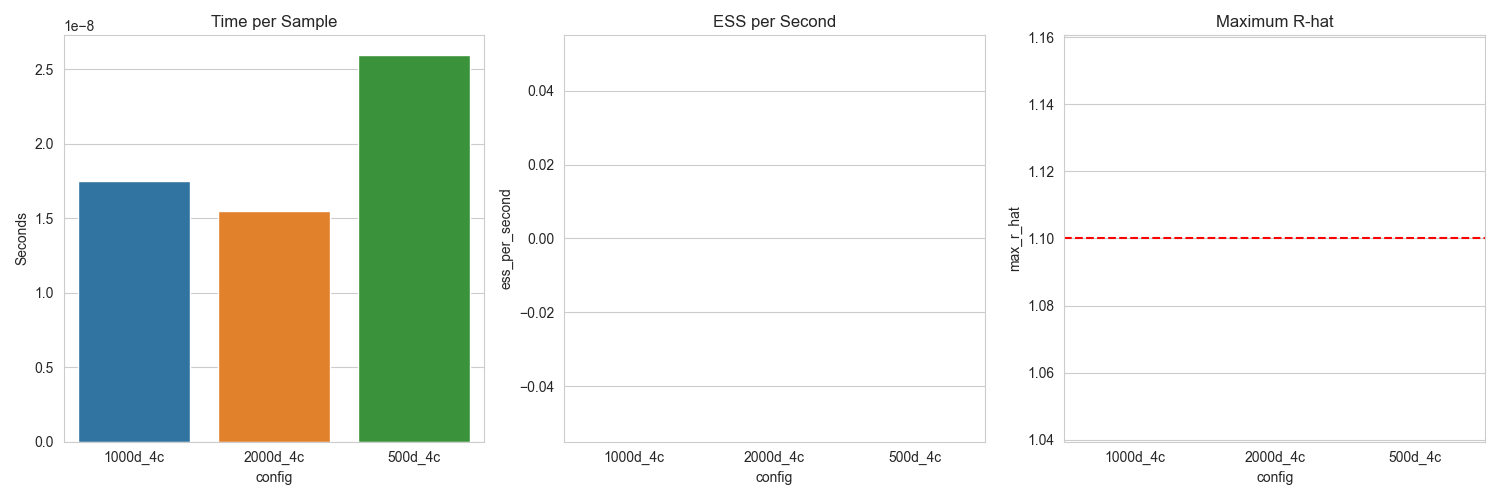 Time per Sample
1e−8
2.5
2.0
1.5
1.0
0.5
0.0
Seconds
1000d_4c
2000d_4c
500d_4c
config
ESS per Second
0.04
0.02
0.00
−0.02
−0.04
ess_per_second
1000d_4c
2000d_4c
500d_4c
config
Maximum R-hat
1.16
1.14
1.12
1.10
1.08
1.06
1.04
max_r_hat
1000d_4c
2000d_4c
500d_4c
config